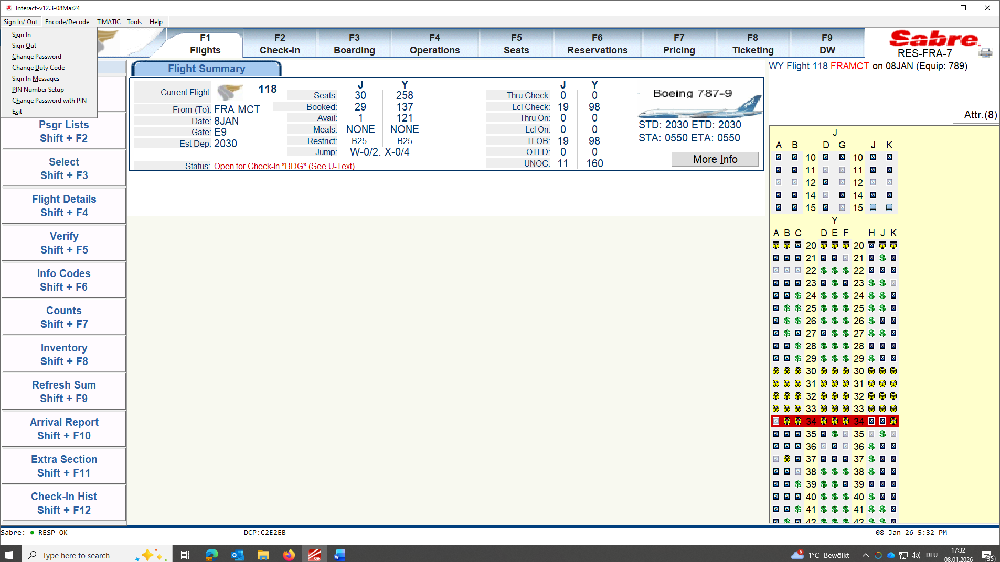 Interact-v12.3-08Mar24
Sign In/ Out Encode/Decode TIMATIC Tools Help
Sign In
Sign Out
Change Password
Change Duty Code
Sign In Messages
PIN Number Setup
Change Password with PIN
Exit
F1 Flights
F2 Check-In
F3 Boarding
F4 Operations
F5 Seats
F6 Reservations
F7 Pricing
F8 Ticketing
F9 DW
Sabre.
RES-FRA-7
WY Flight 118 FRAMCT on 08JAN (Equip: 789)
Attr.(8)
Psgr Lists
Shift + F2
Select
Shift + F3
Flight Details
Shift + F4
Verify
Shift + F5
Info Codes
Shift + F6
Counts
Shift + F7
Inventory
Shift + F8
Refresh Sum
Shift + F9
Arrival Report
Shift + F10
Extra Section
Shift + F11
Check-In Hist
Shift + F12
Flight Summary
Current Flight: 118
From-(To): FRA MCT
Date: 8JAN
Gate: E9
Est Dep: 2030
Status: Open for Check-In *BDG* (See U-Text)
J Y
Seats: 30 258
Booked: 29 137
Avail: 1 121
Meals: NONE NONE
Restrict: B25 B25
Jump: W-0/2, X-0/4
J Y
Thru Check: 0 0
Lcl Check: 19 98
Thru On: 0 0
Lcl On: 0 0
TLOB: 19 98
OTLD: 0 0
UNOC: 11 160
Boeing 787-9
STD: 2030 ETD: 2030
STA: 0550 ETA: 0550
More Info
J
A B D G J K
10 10
11 11
12 12
14 14
15 15
Y
A B C D E F H J K
20 20
21 21 $
22 $ $ $ 22
23 $ 23 $ $
$ 24 $ $ $ 24 $ $
$ $ 25 $ $ $ 25 $ $
$ $ 26 $ $ $ 26 $
$ 27 $ $ 27 $ $
$ 28 $ $ $ 28 $
$ 29 $ $ $ 29 $
30 30
31 31
32 32
33 33
34 34
35 $ 35 $
36 36 $
37 37 $
38 $ $ $ 38 $
$ 39 $ $ 39
40 $ $ $ 40 $
$ 41 $ $ $ 41 $ $
$ 42 $ $ $ 42 $ $
Sabre: RESP OK
DCP:C2E2EB
08-Jan-26 5:32 PM
Type here to search
Qik
6
1°C Bewölkt
DEU
17:32
08.01.2026
35